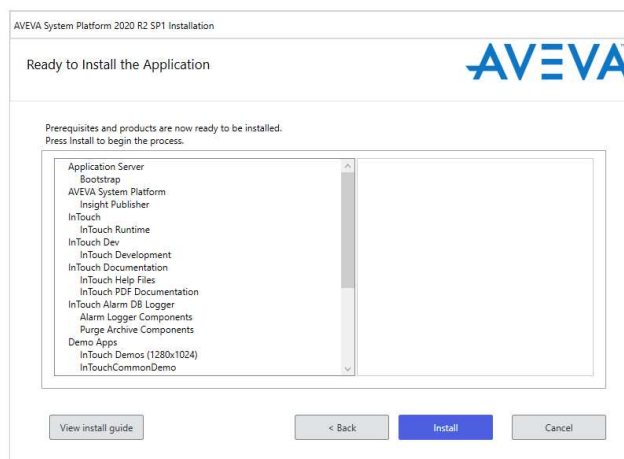 AVEVA System Platform 2020 R2 SP1 Installation
Ready to Install the Application
AVEVA
Prerequisites and products are now ready to be installed.
Press Install to begin the process.
Application Server
Bootstrap
AVEVA System Platform
Insight Publisher
InTouch
InTouch Runtime
InTouch Dev
InTouch Development
InTouch Documentation
InTouch Help Files
InTouch PDF Documentation
InTouch Alarm DB Logger
Alarm Logger Components
Purge Archive Components
Demo Apps
InTouch Demos (1280x1024)
InTouchCommonDemo
View install guide
< Back
Install
Cancel